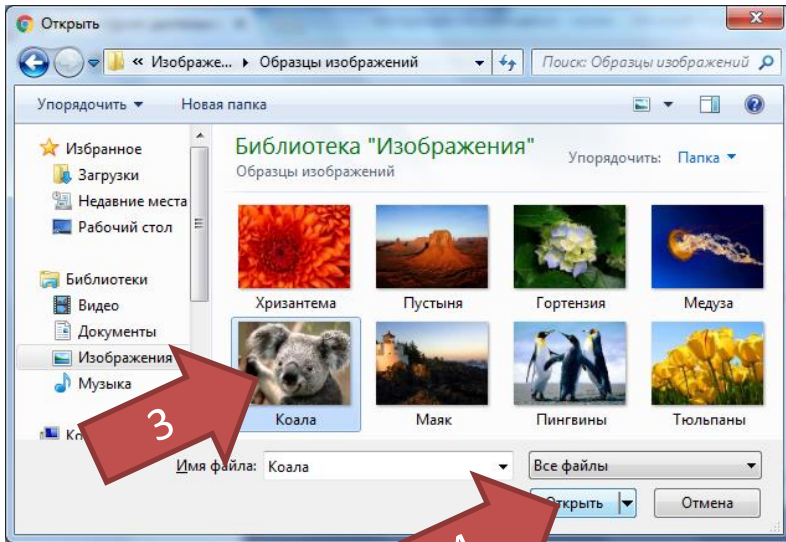 Открыть
« Изображе... ▸ Образцы изображений
Поиск: Образцы изображений
Упорядочить ▾ Новая папка
Избранное
Загрузки
Недавние места
Рабочий стол
Библиотеки
Видео
Документы
Изображения
Музыка
Библиотека "Изображения"
Образцы изображений
Упорядочить: Папка ▾
Хризантема Пустыня Гортензия Медуза
Коала Маяк Пингвины Тюльпаны
3
Имя файла: Коала
Все файлы
Открыть
Отмена